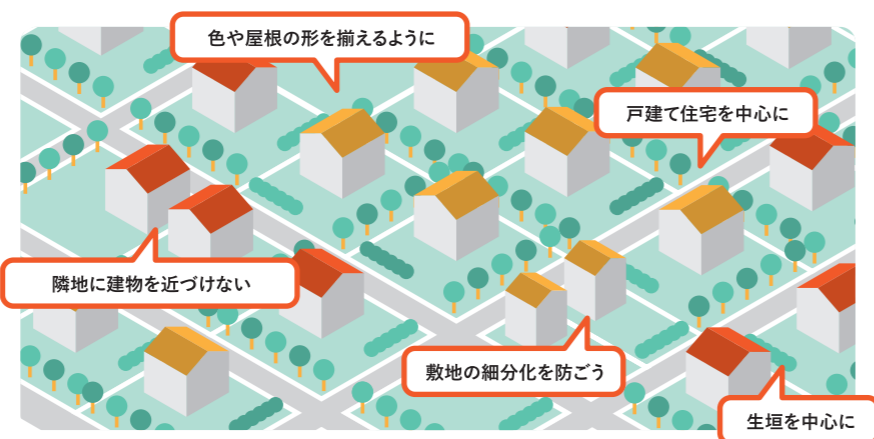 色や屋根の形を揃えるように
戸建て住宅を中心に
隣地に建物を近づけない
敷地の細分化を防ごう
生垣を中心に